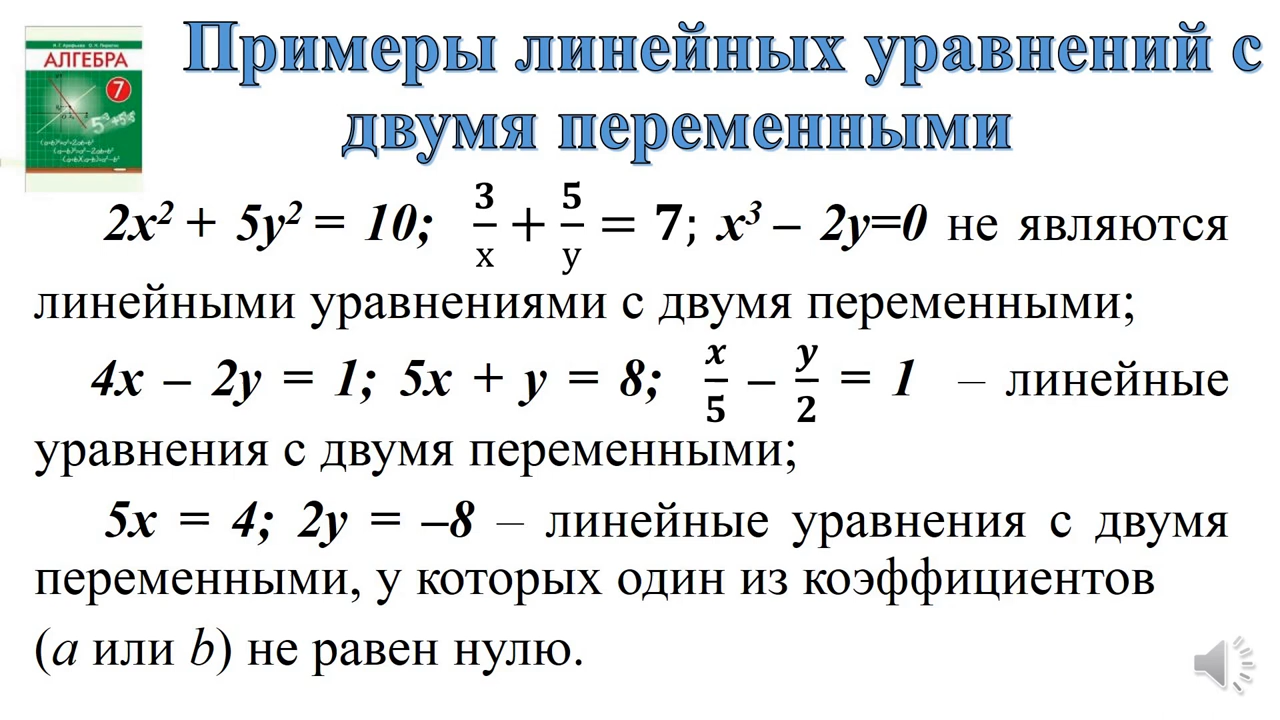 Примеры линейных уравнений с
двумя переменными
АЛГЕБРА
7
2x² + 5y² = 10; 3/x + 5/y = 7; x³ – 2y=0 не являются
линейными уравнениями с двумя переменными;
4x – 2y = 1; 5x + y = 8; x/5 – y/2 = 1 – линейные
уравнения с двумя переменными;
5x = 4; 2y = –8 – линейные уравнения с двумя
переменными, у которых один из коэффициентов
(a или b) не равен нулю.